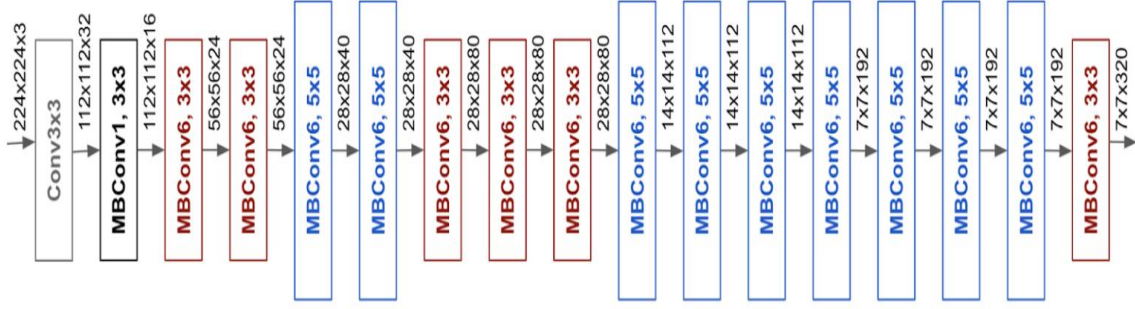 224x224x3
Conv3x3
112x112x32
MBConv1, 3x3
112x112x16
MBConv6, 3x3
56x56x24
MBConv6, 3x3
56x56x24
MBConv6, 5x5
28x28x40
MBConv6, 5x5
28x28x40
MBConv6, 3x3
28x28x80
MBConv6, 3x3
28x28x80
MBConv6, 3x3
28x28x80
MBConv6, 5x5
14x14x112
MBConv6, 5x5
14x14x112
MBConv6, 5x5
14x14x112
MBConv6, 5x5
7x7x192
MBConv6, 5x5
7x7x192
MBConv6, 5x5
7x7x192
MBConv6, 5x5
7x7x192
MBConv6, 3x3
7x7x320